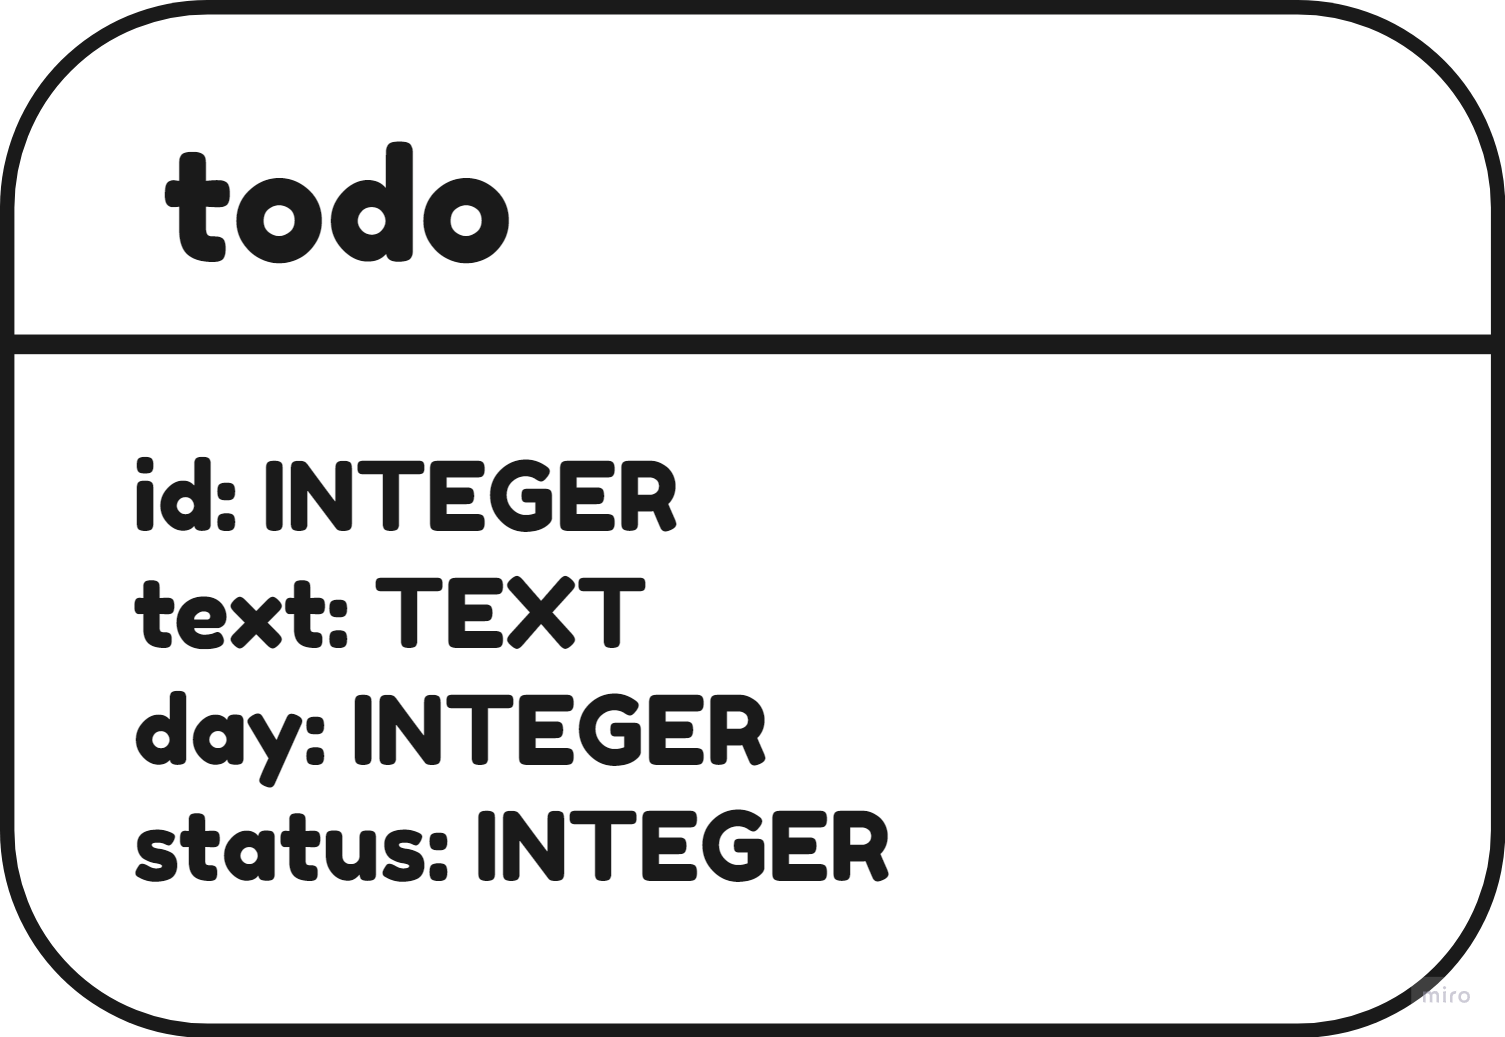 todo
id: INTEGER
text: TEXT
day: INTEGER
status: INTEGER
miro